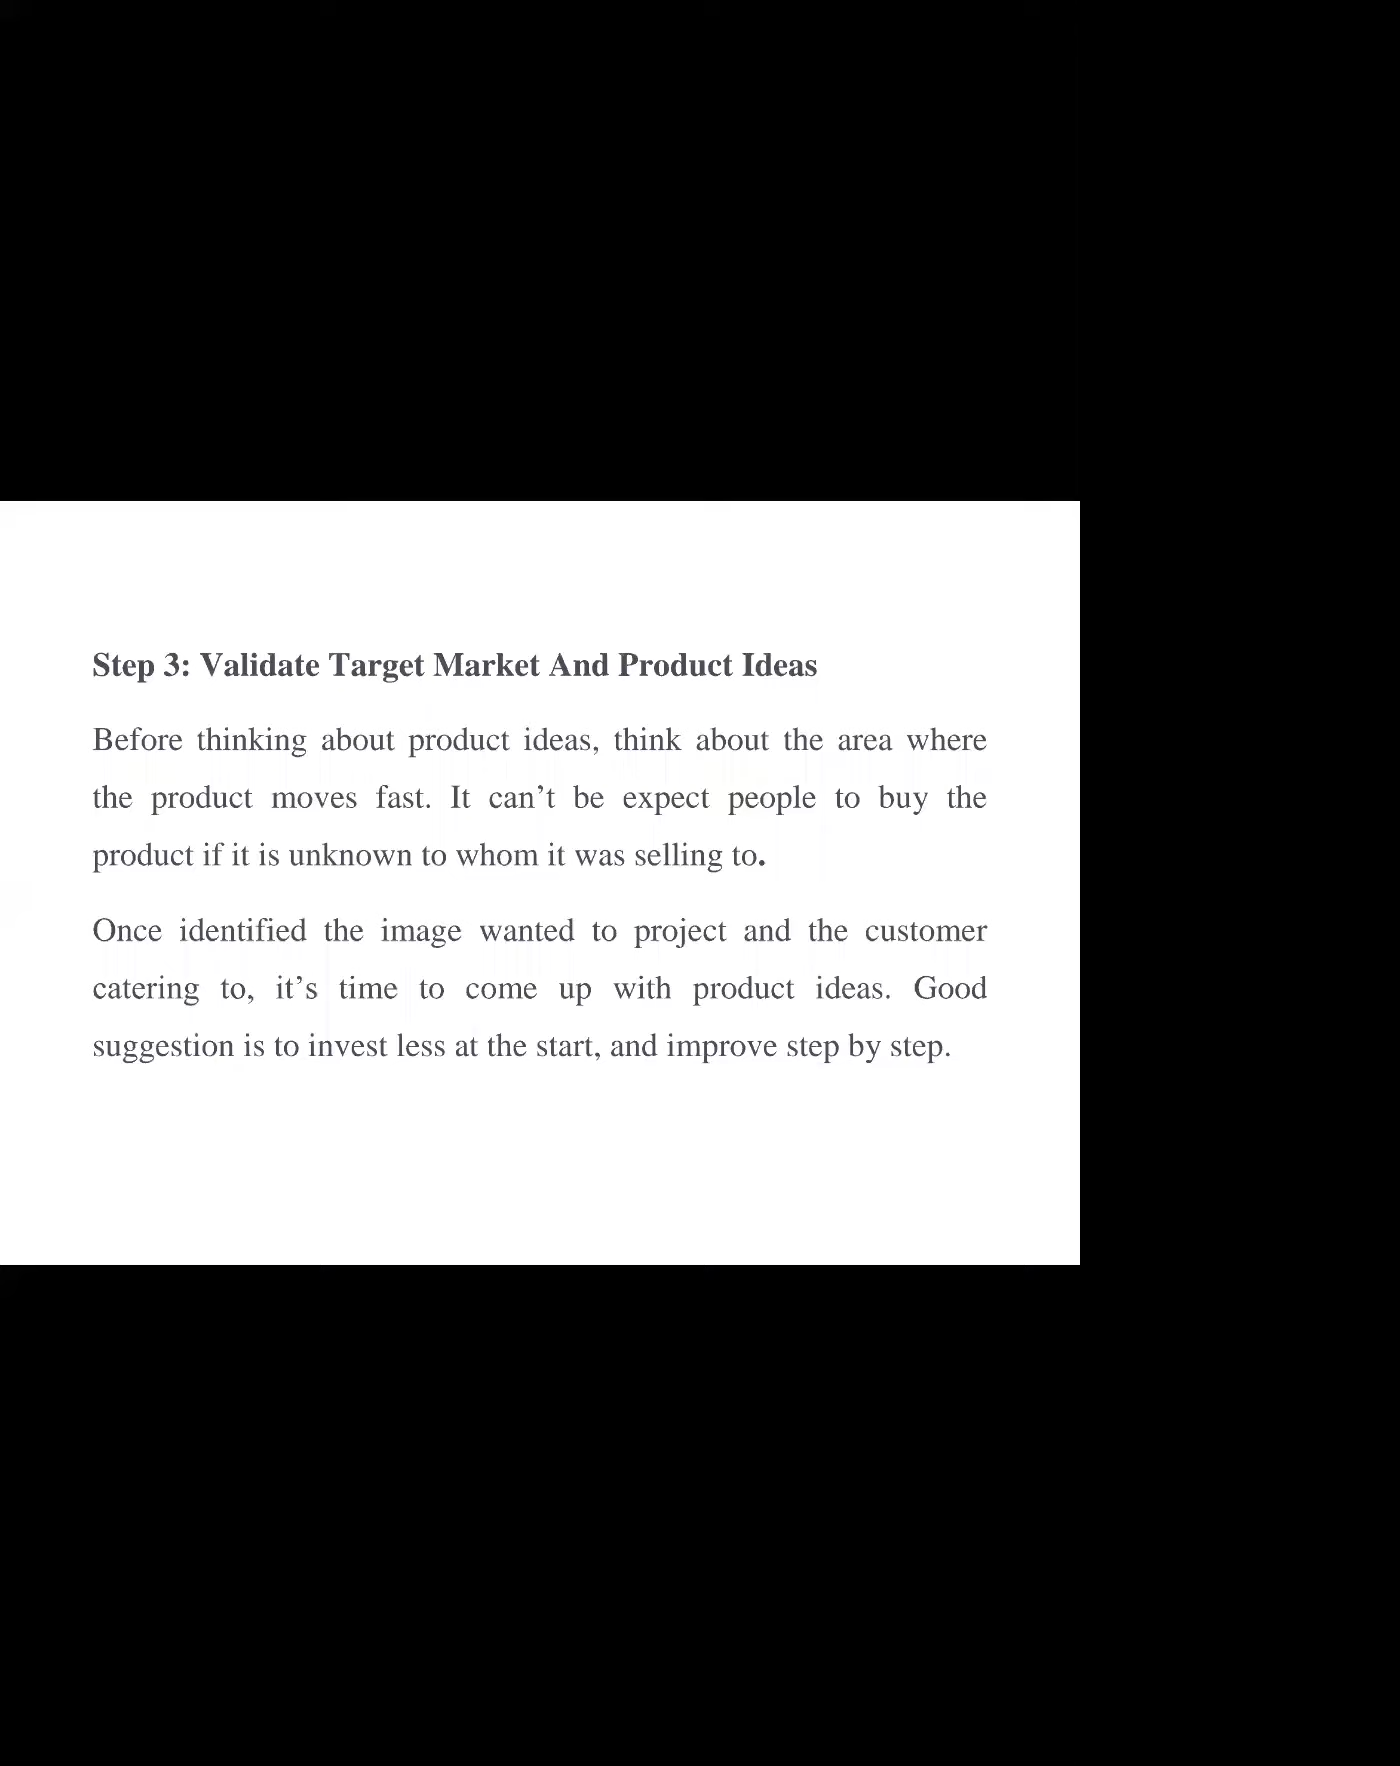 Step 3: Validate Target Market And Product Ideas
Before thinking about product ideas, think about the area where
the product moves fast. It can’t be expect people to buy the
product if it is unknown to whom it was selling to.
Once identified the image wanted to project and the customer
catering to, it’s time to come up with product ideas. Good
suggestion is to invest less at the start, and improve step by step.